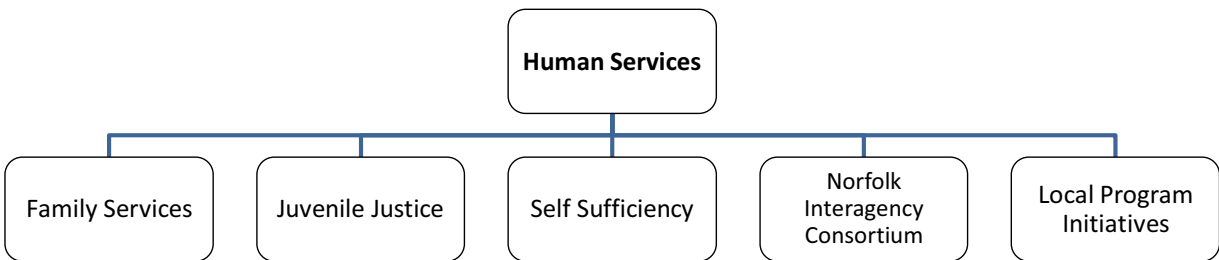 Human Services
Family Services
Juvenile Justice
Self Sufficiency
Norfolk
Interagency
Consortium
Local Program
Initiatives